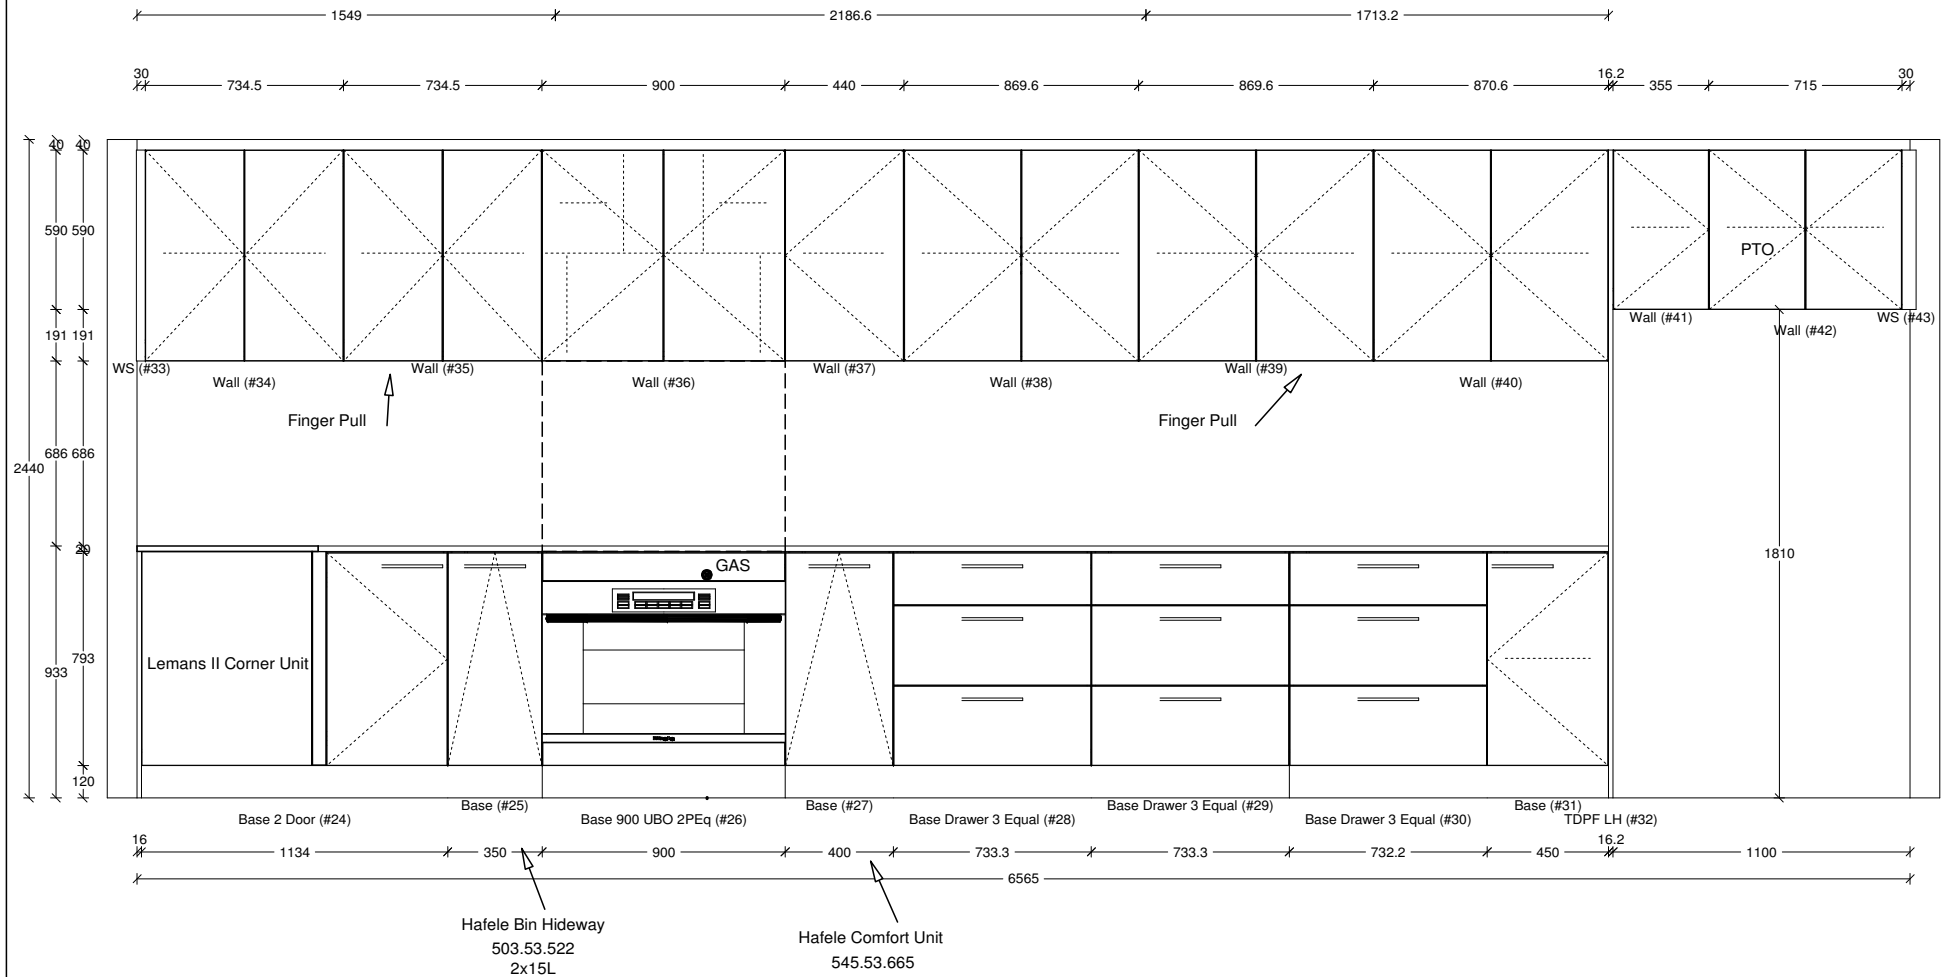 1549
2186.6
1713.2
30
734.5
734.5
900
440
869.6
869.6
870.6
16.2
355
715
30
40
40
590
590
191
191
686
686
2440
20
793
933
120
PTO
WS (#33)
Wall (#34)
Wall (#35)
Wall (#36)
Wall (#37)
Wall (#38)
Wall (#39)
Wall (#40)
Wall (#41)
Wall (#42)
WS (#43)
Finger Pull
Finger Pull
1810
GAS
Lemans II Corner Unit
Base 2 Door (#24)
Base (#25)
Base 900 UBO 2PEq (#26)
Base (#27)
Base Drawer 3 Equal (#28)
Base Drawer 3 Equal (#29)
Base Drawer 3 Equal (#30)
Base (#31)
TDPF LH (#32)
16
1134
350
900
400
733.3
733.3
732.2
450
16.2
1100
6565
Hafele Bin Hideway
503.53.522
2x15L
Hafele Comfort Unit
545.53.665